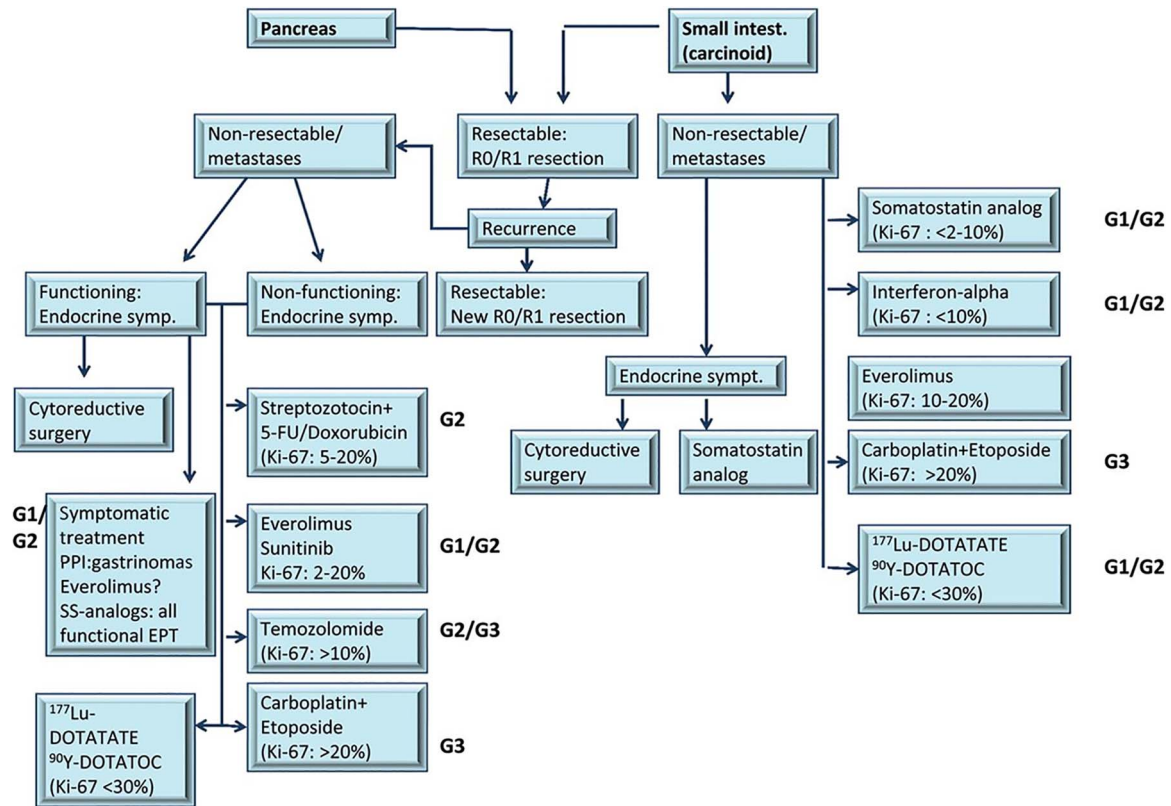 Pancreas
Small intest.
(carcinoid)
Non-resectable/
metastases
Resectable:
R0/R1 resection
Non-resectable/
metastases
Recurrence
Somatostatin analog
(Ki-67 : <2-10%)
G1/G2
Functioning:
Endocrine symp.
Non-functioning:
Endocrine symp.
Resectable:
New R0/R1 resection
Interferon-alpha
(Ki-67 : <10%)
G1/G2
Endocrine sympt.
Everolimus
(Ki-67: 10-20%)
Cytoreductive
surgery
Streptozotocin+
5-FU/Doxorubicin
(Ki-67: 5-20%)
G2
Cytoreductive
surgery
Somatostatin
analog
Carboplatin+Etoposide
(Ki-67:  >20%)
G3
G1/
G2
Symptomatic
treatment
PPI:gastrinomas
Everolimus?
SS-analogs: all
functional EPT
Everolimus
Sunitinib
Ki-67: 2-20%
G1/G2
¹⁷⁷Lu-DOTATATE
⁹⁰Y-DOTATOC
(Ki-67: <30%)
G1/G2
Temozolomide
(Ki-67: >10%)
G2/G3
¹⁷⁷Lu-
DOTATATE
⁹⁰Y-DOTATOC
(Ki-67 <30%)
Carboplatin+
Etoposide
(Ki-67: >20%)
G3